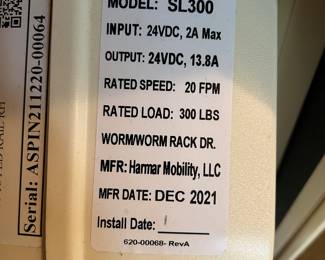 MODEL: SL300
INPUT: 24VDC, 2A Max
OUTPUT: 24VDC, 13.8A
RATED SPEED: 20 FPM
RATED LOAD: 300 LBS
WORM/WORM RACK DR.
MFR: Harmar Mobility, LLC
MFR DATE: DEC 2021
Install Date:
620-00068- RevA
Serial: ASPIN211220-00064